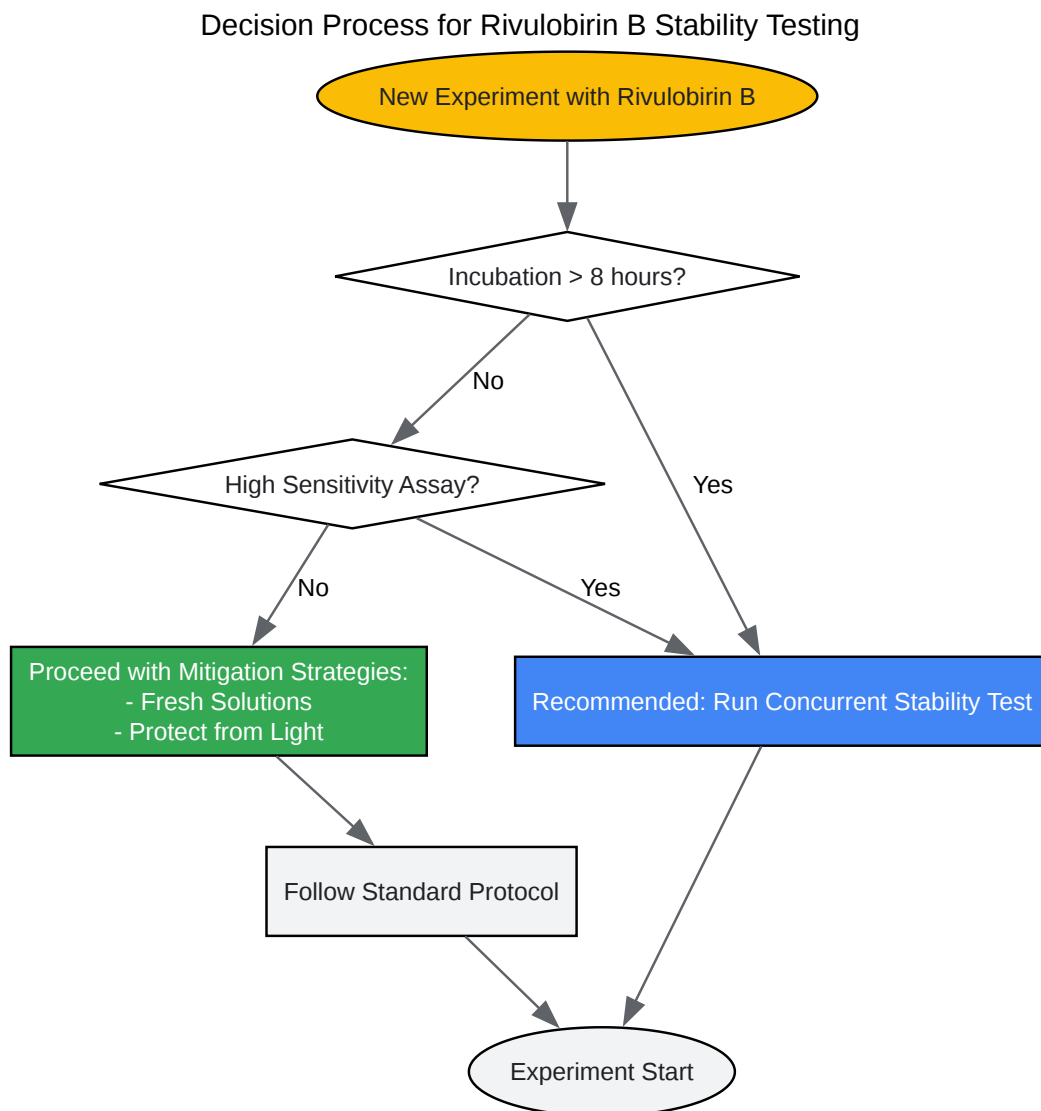 Decision Process for Rivulobirin B Stability Testing
New Experiment with Rivulobirin B
Incubation > 8 hours?
No
Yes
High Sensitivity Assay?
No
Yes
Proceed with Mitigation Strategies:
- Fresh Solutions
- Protect from Light
Recommended: Run Concurrent Stability Test
Follow Standard Protocol
Experiment Start